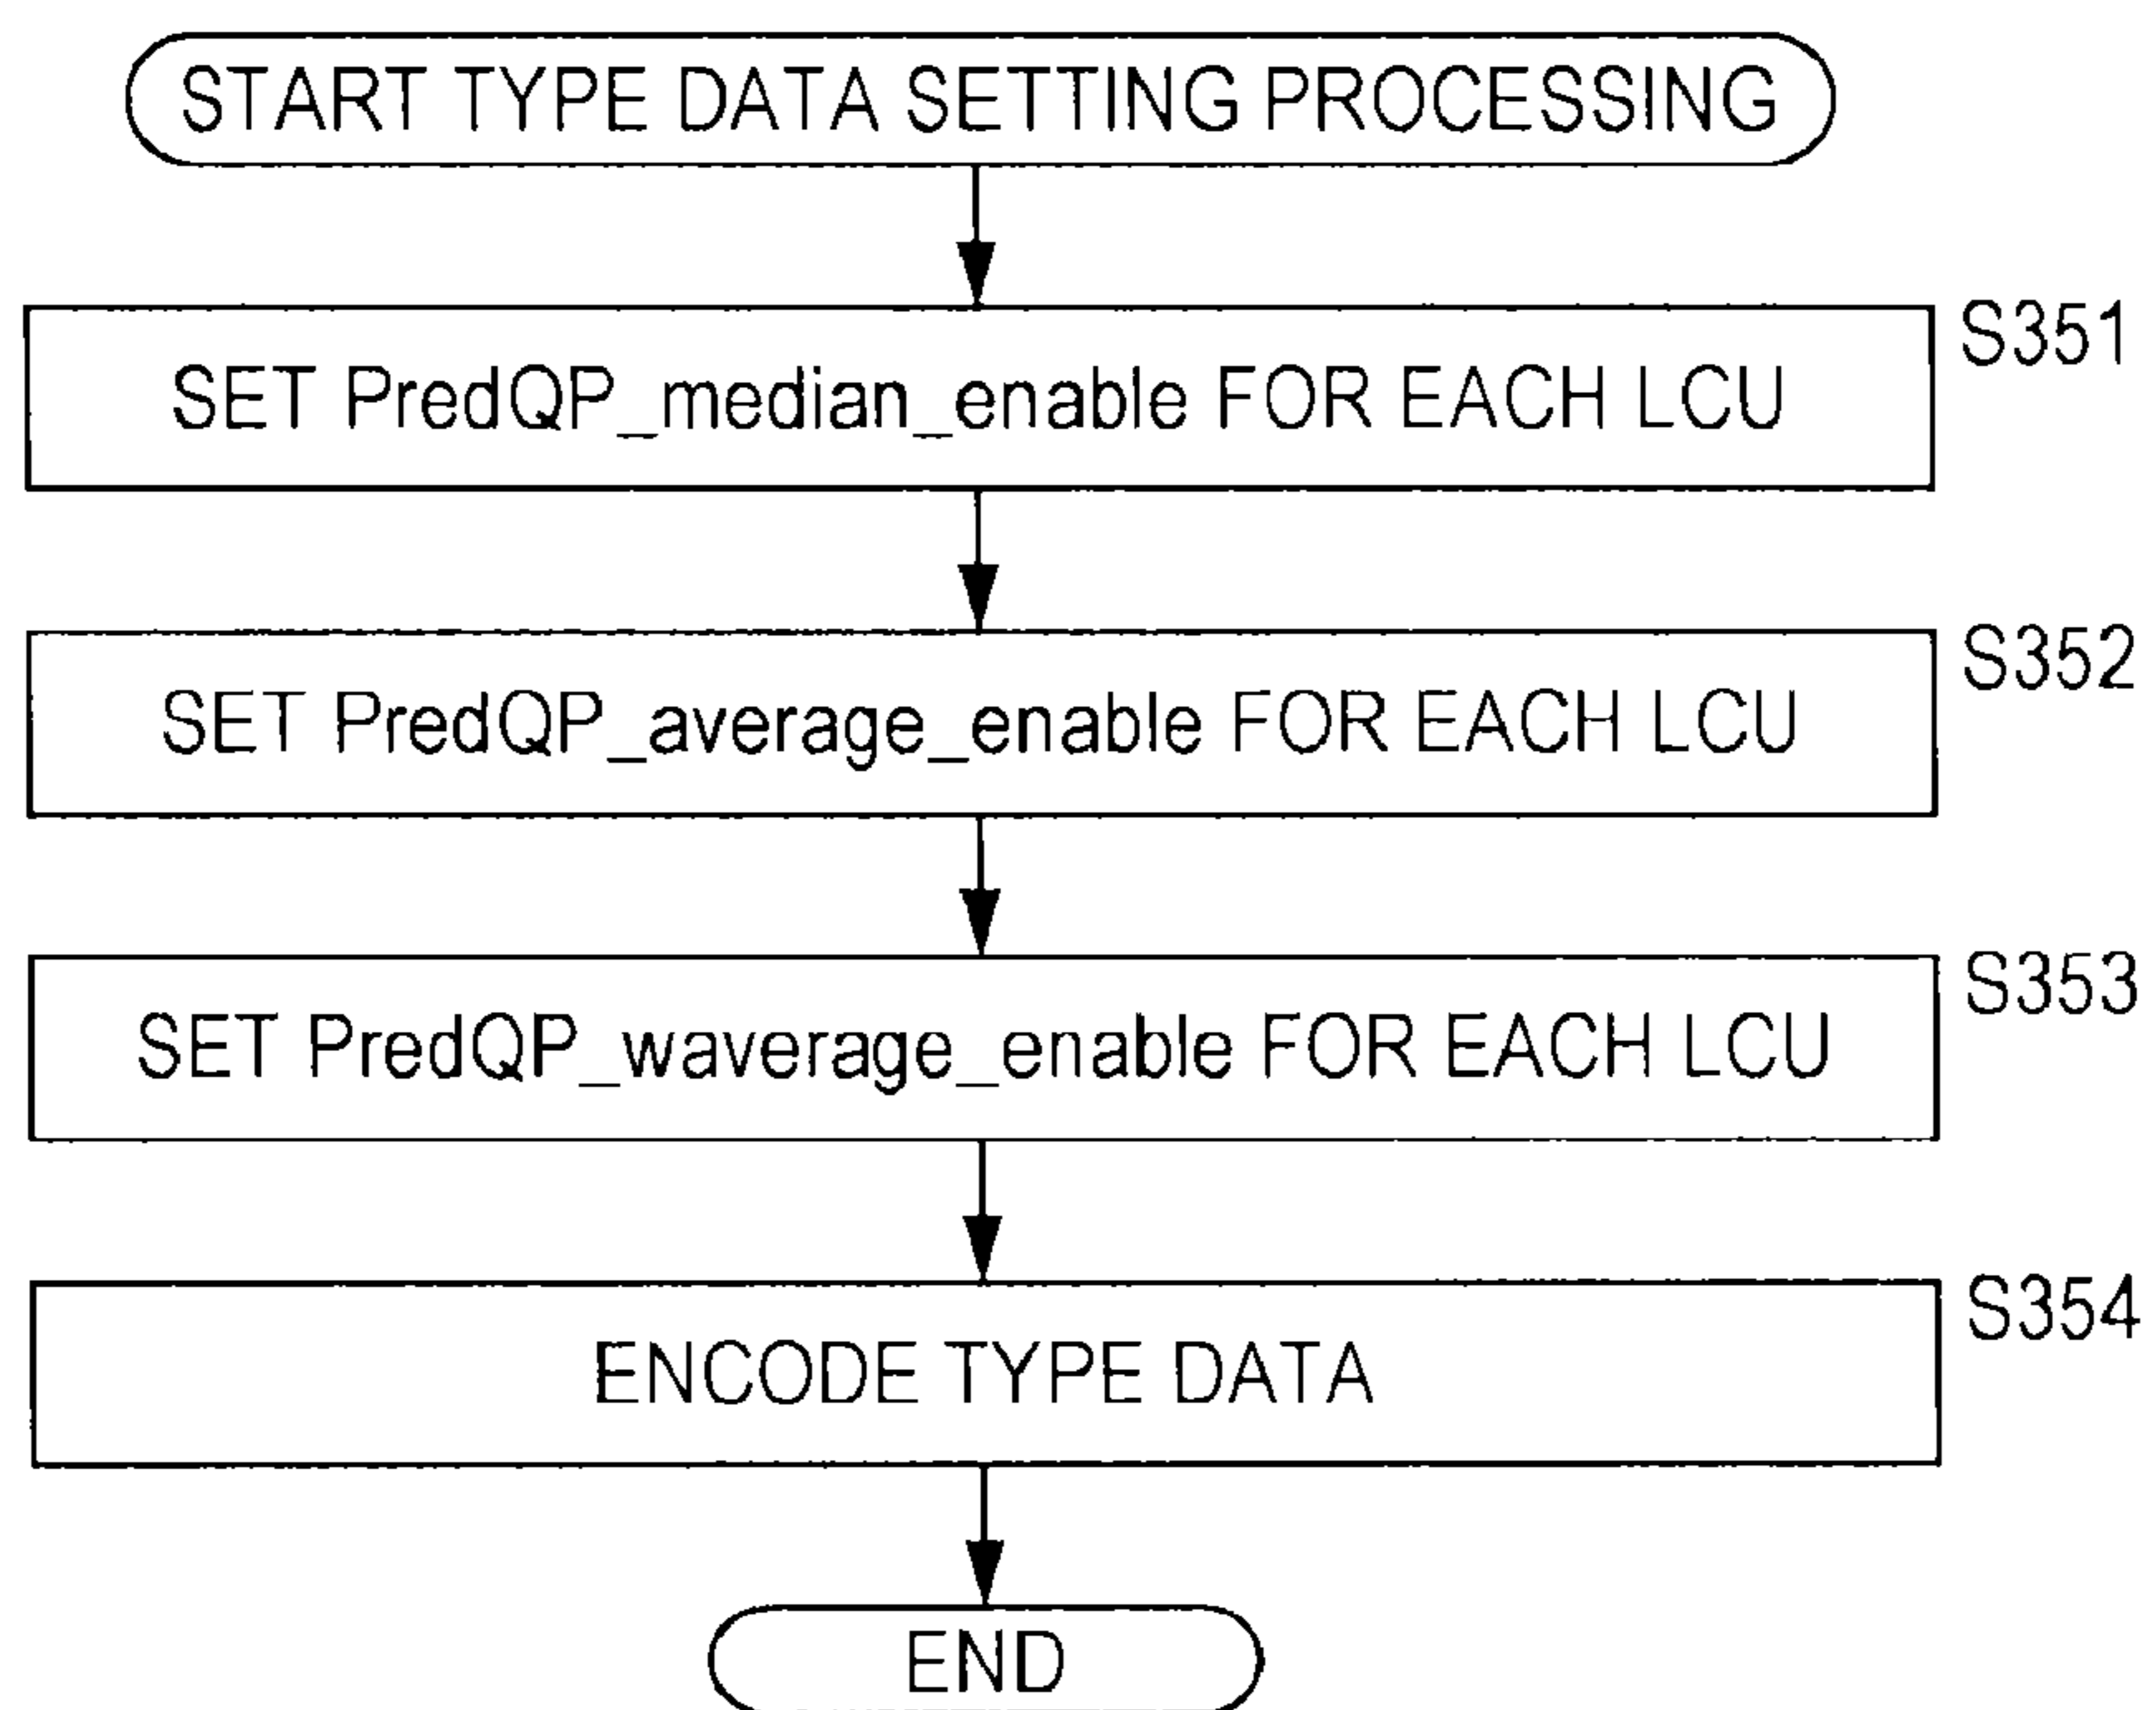 START TYPE DATA SETTING PROCESSING
S351
SET PredQP_median_enable FOR EACH LCU
S352
SET PredQP_average_enable FOR EACH LCU
S353
SET PredQP_waverage_enable FOR EACH LCU
S354
ENCODE TYPE DATA
END